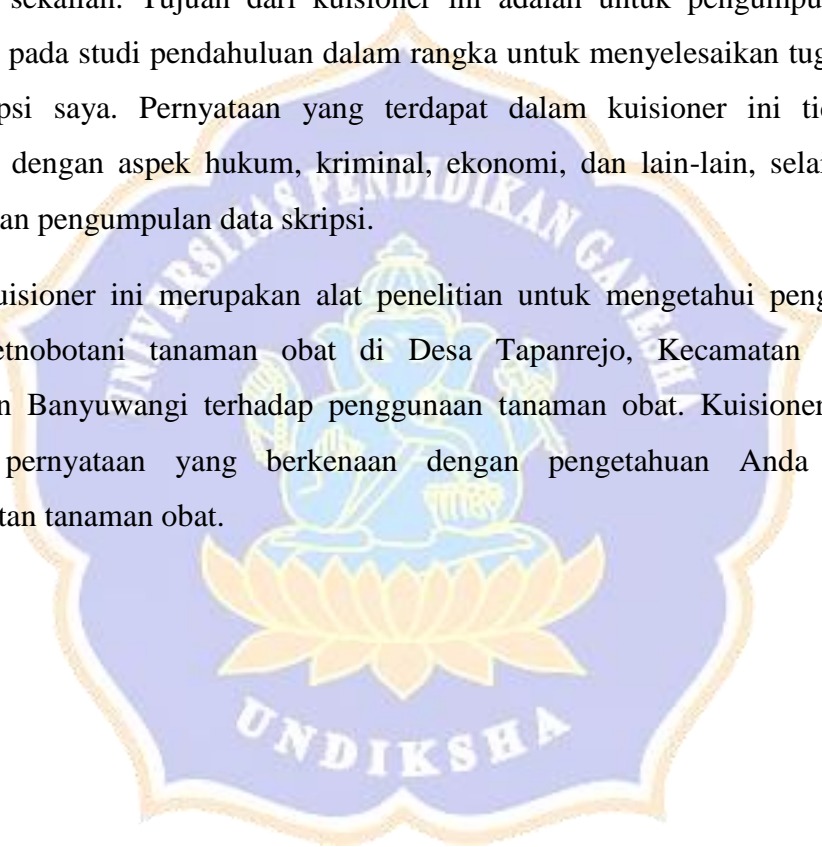 sekalian. Tujuan dari kuisioner ini adalah untuk pengumpu
pada studi pendahuluan dalam rangka untuk menyelesaikan tug
psi saya. Pernyataan yang terdapat dalam kuisioner ini tid
dengan aspek hukum, kriminal, ekonomi, dan lain-lain, selai
an pengumpulan data skripsi.
uisioner ini merupakan alat penelitian untuk mengetahui peng
etnobotani tanaman obat di Desa Tapanrejo, Kecamatan
n Banyuwangi terhadap penggunaan tanaman obat. Kuisioner
pernyataan yang berkenaan dengan pengetahuan Anda
tan tanaman obat.
UNIVERSITAS PENDIDIKAN GANESHA
UNDIKSHA